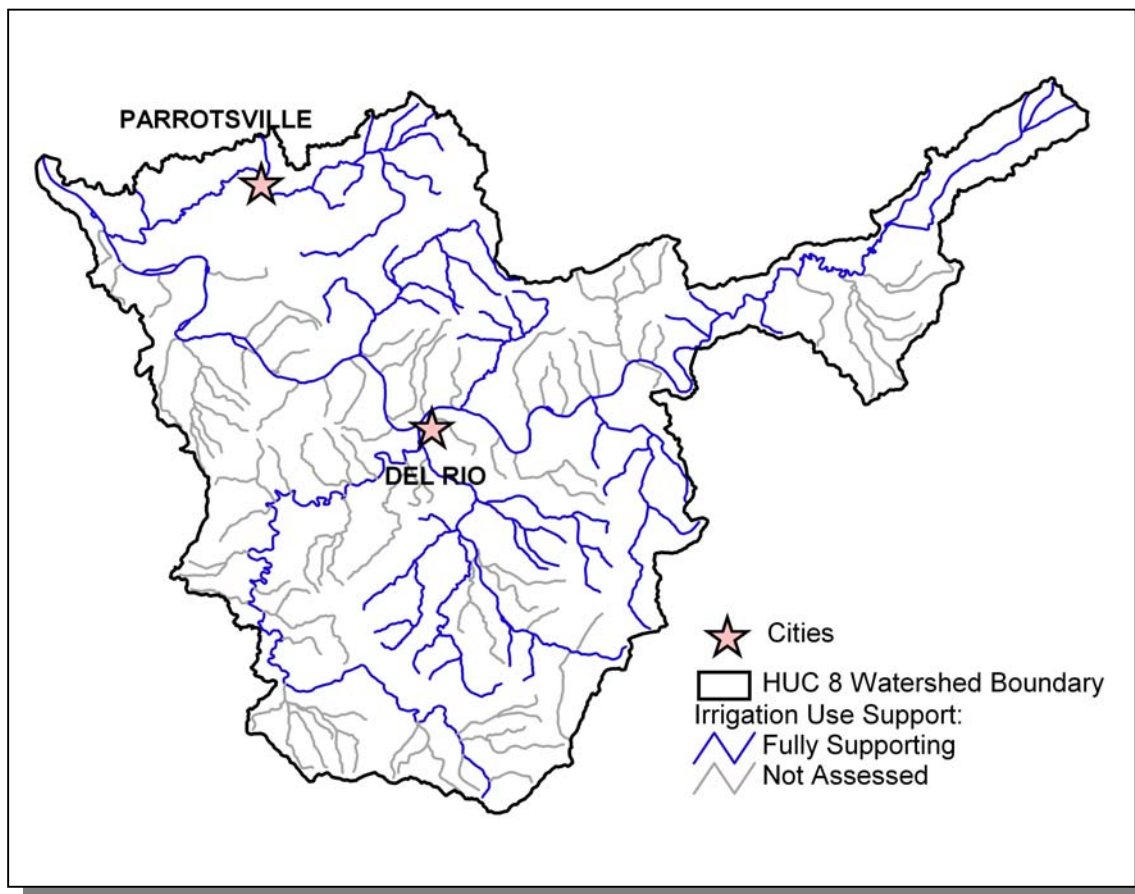 PARROTSVILLE
DEL RIO
Cities
HUC 8 Watershed Boundary
Irrigation Use Support:
Fully Supporting
Not Assessed